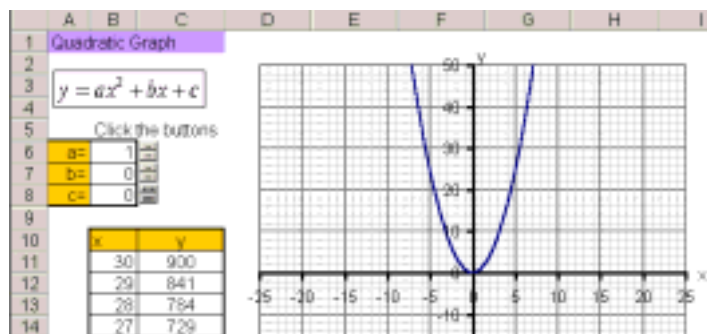 A B C D E F G H I
1 Quadratic Graph
2
3 y = ax² + bx + c
4
5 Click the buttons
6 a= 1
7 b= 0
8 c= 0
9
10 x y
11 30 900
12 29 841
13 28 784
14 27 729
y
50
40
30
20
10
0
-10
-25 -20 -15 -10 -5 0 5 10 15 20 25
x